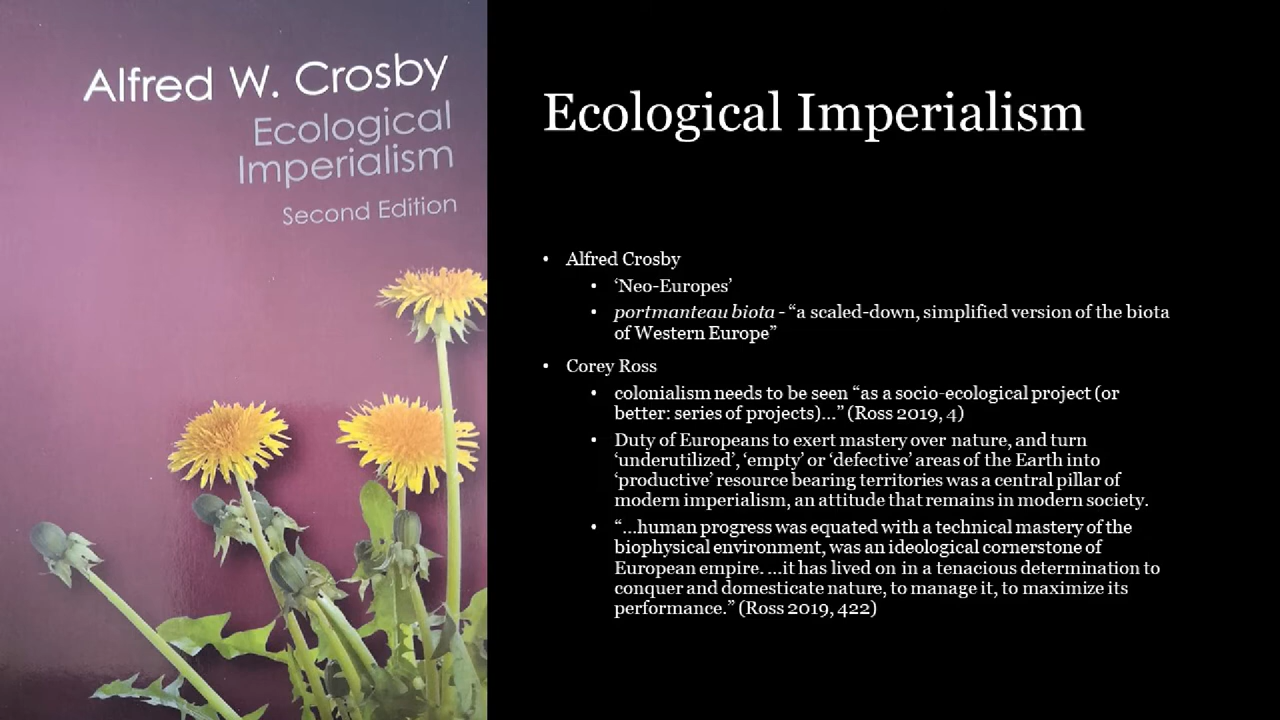 Alfred W. Crosby
Ecological
Imperialism
Second Edition
Ecological Imperialism
• Alfred Crosby
• ‘Neo-Europes’
• portmanteau biota - “a scaled-down, simplified version of the biota
of Western Europe”
• Corey Ross
• colonialism needs to be seen “as a socio-ecological project (or
better: series of projects)…” (Ross 2019, 4)
• Duty of Europeans to exert mastery over nature, and turn
‘underutilized’, ‘empty’ or ‘defective’ areas of the Earth into
‘productive’ resource bearing territories was a central pillar of
modern imperialism, an attitude that remains in modern society.
• “…human progress was equated with a technical mastery of the
biophysical environment, was an ideological cornerstone of
European empire. …it has lived on in a tenacious determination to
conquer and domesticate nature, to manage it, to maximize its
performance.” (Ross 2019, 422)